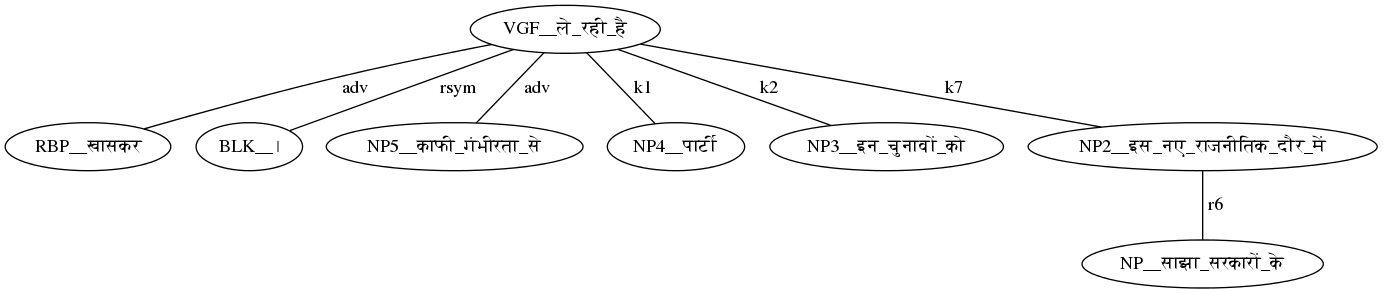 VGF__ले_रही_है
adv rsym adv k1 k2 k7
RBP__खासकर BLK__। NP5__काफी_गंभीरता_से NP4__पार्टी NP3__इन_चुनावों_को NP2__इस_नए_राजनीतिक_दौर_में
r6
NP__साझा_सरकारों_के